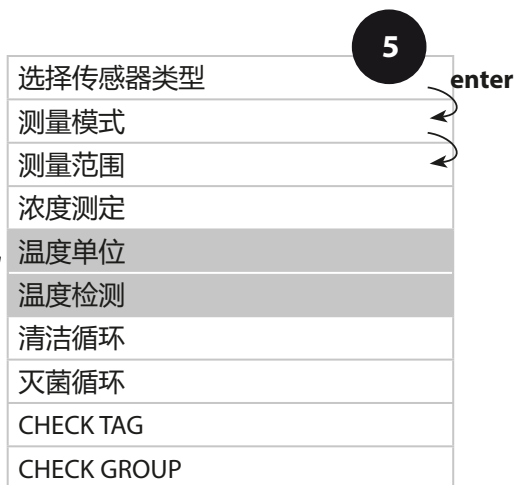 5
选择传感器类型
enter
测量模式
测量范围
浓度测定
温度单位
温度检测
清洁循环
灭菌循环
CHECK TAG
CHECK GROUP